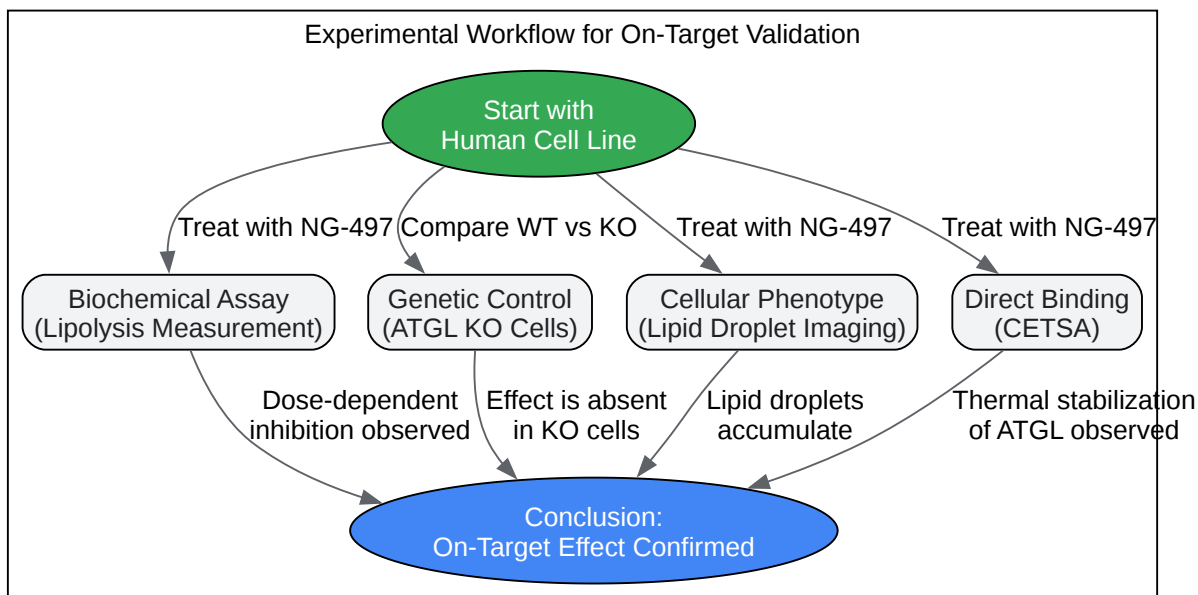 Experimental Workflow for On-Target Validation
Start with
Human Cell Line
Treat with NG-497
Compare WT vs KO
Treat with NG-497
Treat with NG-497
Biochemical Assay
(Lipolysis Measurement)
Genetic Control
(ATGL KO Cells)
Cellular Phenotype
(Lipid Droplet Imaging)
Direct Binding
(CETSA)
Dose-dependent
inhibition observed
Effect is absent
in KO cells
Lipid droplets
accumulate
Thermal stabilization
of ATGL observed
Conclusion:
On-Target Effect Confirmed